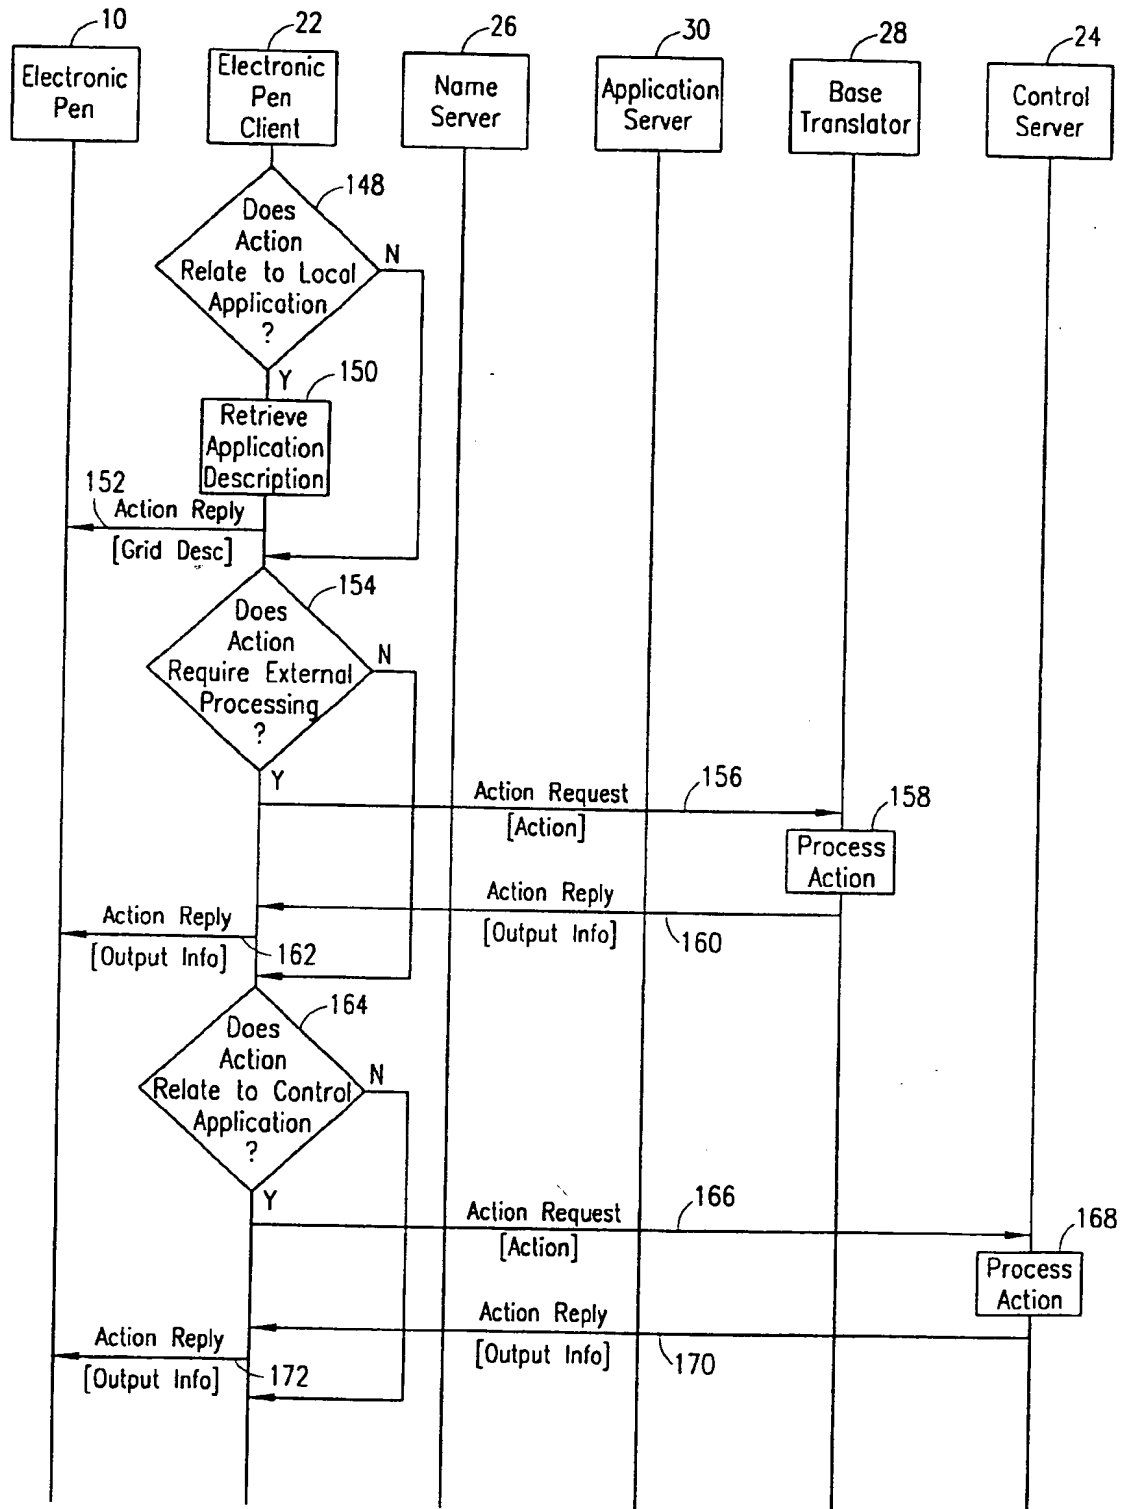 10
22
26
30
28
24
Electronic
Pen
Electronic
Pen
Client
Name
Server
Application
Server
Base
Translator
Control
Server
148
Does
Action
Relate to Local
Application
?
N
Y
150
Retrieve
Application
Description
152
Action Reply
[Grid Desc]
154
Does
Action
Require External
Processing
?
N
Y
Action Request
156
[Action]
158
Process
Action
Action Reply
[Output Info]
160
Action Reply
[Output Info]
162
164
Does
Action
Relate to Control
Application
?
N
Y
Action Request
166
[Action]
168
Process
Action
Action Reply
[Output Info]
170
Action Reply
[Output Info]
172